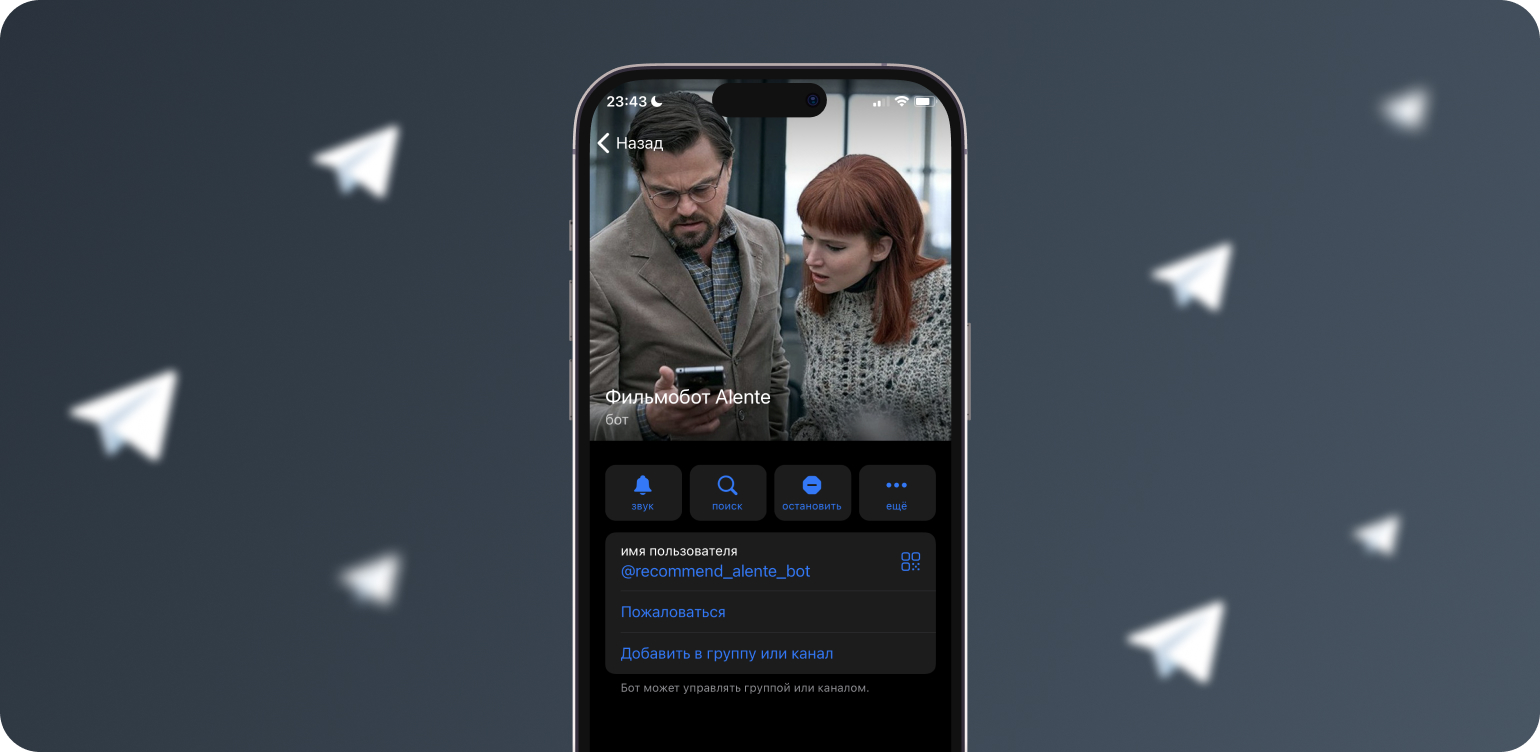 23:43
Назад
Фильмобот Alente
бот
звук
поиск
остановить
ещё
имя пользователя
@recommend_alente_bot
Пожаловаться
Добавить в группу или канал
Бот может управлять группой или каналом.